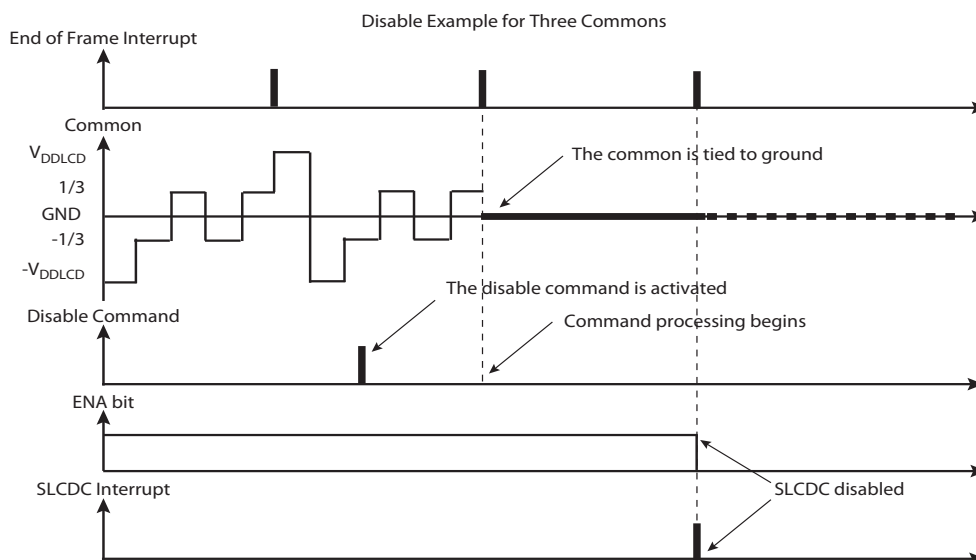 Disable Example for Three Commons
End of Frame Interrupt
Common
VDDLCD
The common is tied to ground
1/3
GND
-1/3
-VDDLCD
The disable command is activated
Disable Command
Command processing begins
ENA bit
SLCDC Interrupt
SLCDC disabled